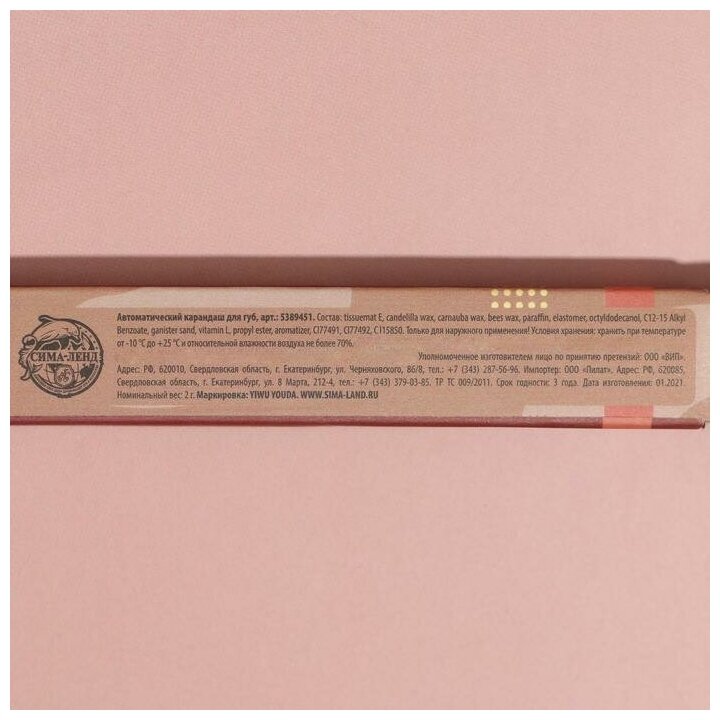 СИМА-ЛЕНД
Автоматический карандаш для губ, арт.: 5389451. Состав: tissuemat E, candelilla wax, carnauba wax, bees wax, paraffin, elastomer, octyldodecanol, C12-15 Alkyl
Benzoate, ganister sand, vitamin L, propyl ester, aromatizer, CI77491, CI77492, C I15850. Только для наружного применения! Условия хранения: хранить при температуре
от -10 °C до +25 °C и относительной влажности воздуха не более 70%.
Уполномоченное изготовителем лицо по принятию претензий: ООО «ВИП»
Адрес: РФ, 620010, Свердловская область, г. Екатеринбург, ул. Черняховского, 86/8, тел.: +7 (343) 287-56-96. Импортер: ООО «Пилат». Адрес: РФ, 620085,
Свердловская область, г. Екатеринбург, ул. 8 Марта, 212-4, тел.: +7 (343) 379-03-85. ТР ТС 009/2011. Срок годности: 3 года. Дата изготовления: 01.2021.
Номинальный вес: 2 г. Маркировка: YIWU YOUDA. WWW.SIMA-LAND.RU